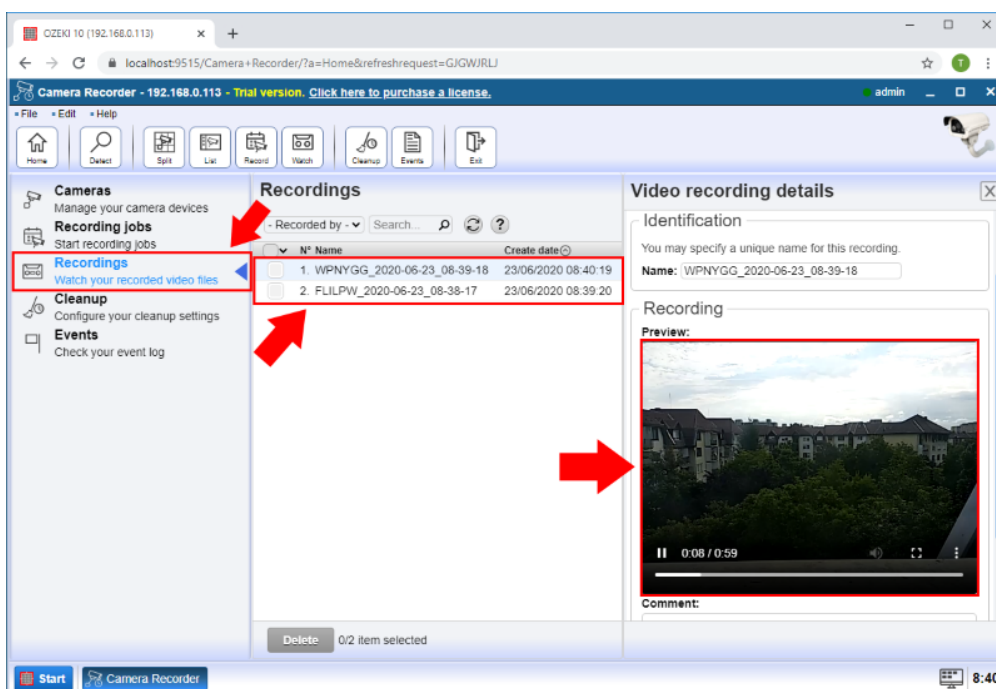 OZEKI 10 (192.168.0.113)
localhost:9515/Camera+Recorder/?a=Home&refreshrequest=GJGWJRLJ
T
Camera Recorder - 192.168.0.113 - Trial version. Click here to purchase a license.
admin
File Edit Help
Home Detect Split List Record Watch Cleanup Events Exit
Cameras
Manage your camera devices
Recording jobs
Start recording jobs
Recordings
Watch your recorded video files
Cleanup
Configure your cleanup settings
Events
Check your event log
Recordings
- Recorded by - Search... ?
N° Name Create date
1. WPNYGG_2020-06-23_08-39-18 23/06/2020 08:40:19
2. FLILPW_2020-06-23_08-38-17 23/06/2020 08:39:20
Delete 0/2 item selected
Video recording details
Identification
You may specify a unique name for this recording.
Name: WPNYGG_2020-06-23_08-39-18
Recording
Preview:
0:08 / 0:59
Comment:
Start Camera Recorder 8:40